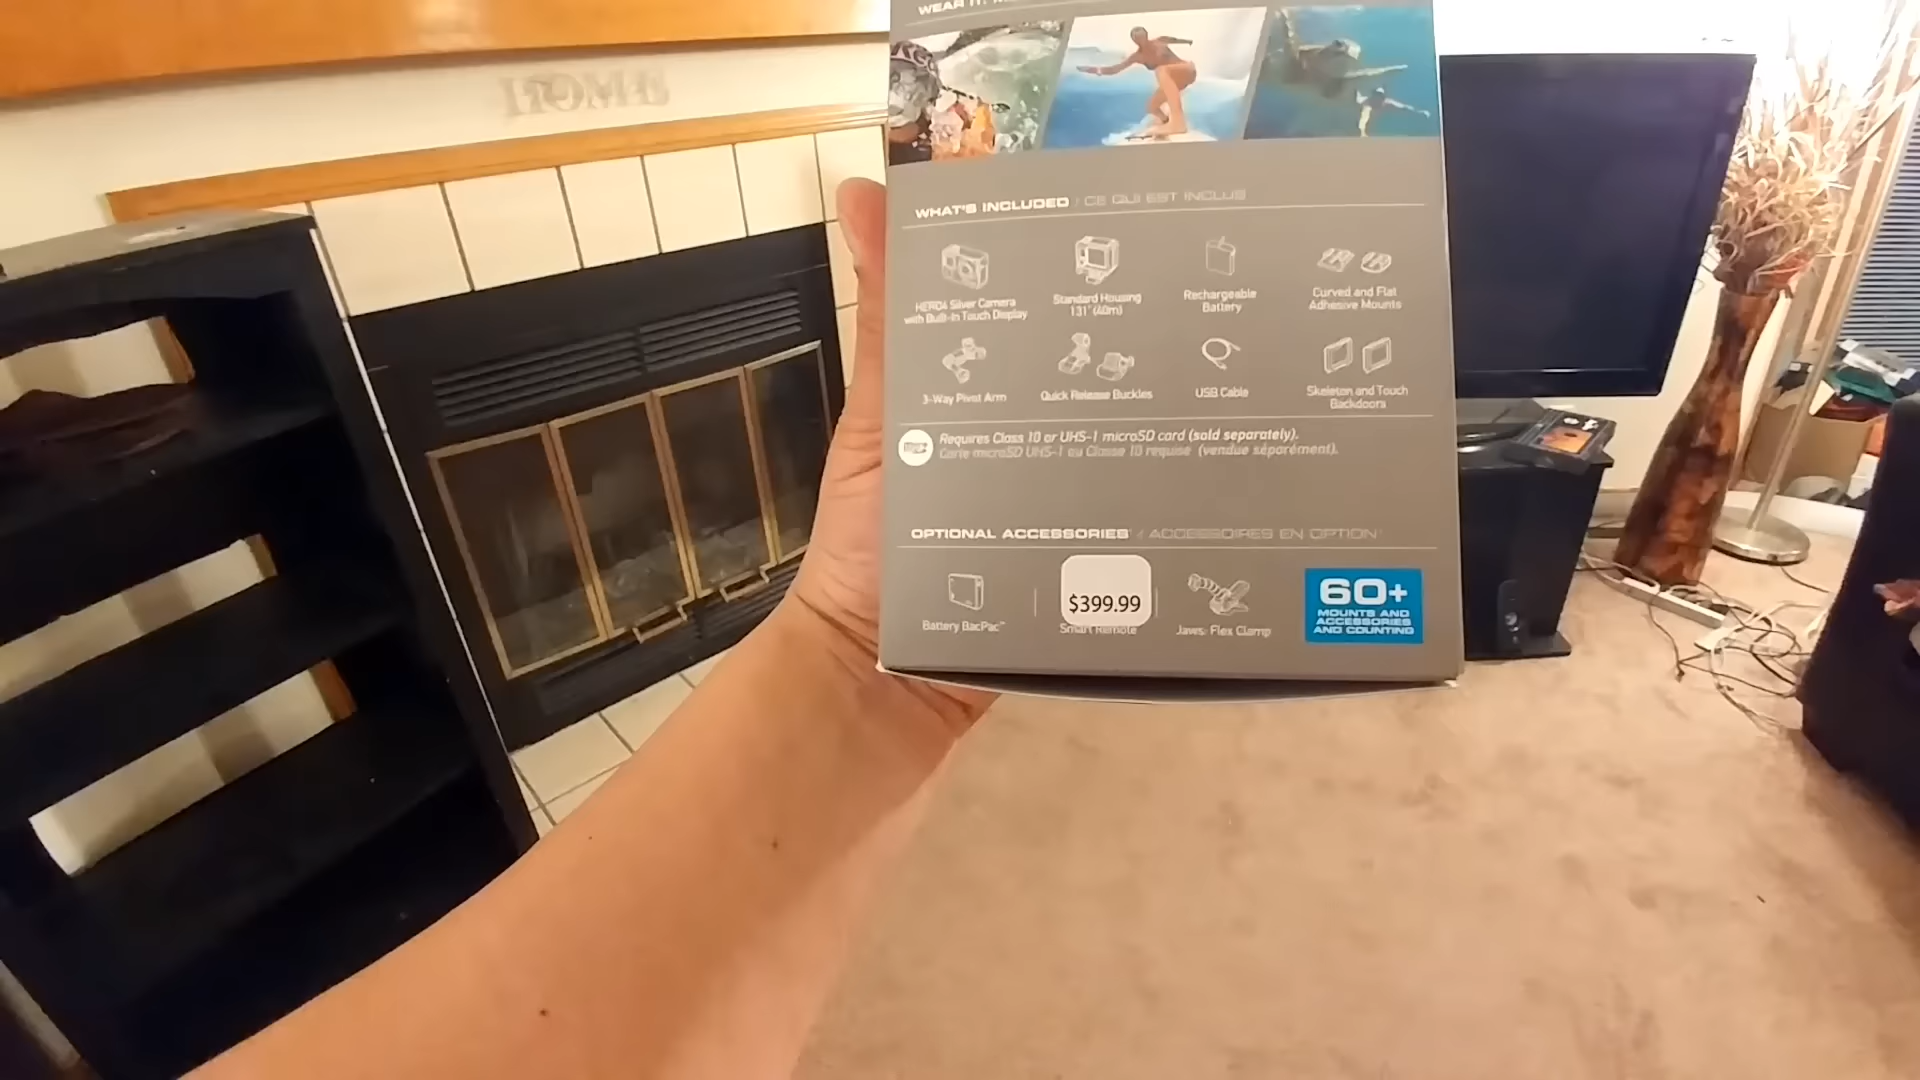 HOME
WEAR IT.
WHAT'S INCLUDED / CE QUI EST INCLUS
HERO4 Silver Camera
with Built-In Touch Display
Standard Housing
131' (40m)
Rechargeable
Battery
Curved and Flat
Adhesive Mounts
3-Way Pivot Arm
Quick Release Buckles
USB Cable
Skeleton and Touch
Backdoors
Requires Class 10 or UHS-1 microSD card (sold separately).
Carte microSD UHS-1 ou Classe 10 requise (vendue séparément).
OPTIONAL ACCESSORIES / ACCESSOIRES EN OPTION
Battery BacPac™
$399.99
Smart Remote
Jaws: Flex Clamp
60+
MOUNTS AND
ACCESSORIES
AND COUNTING